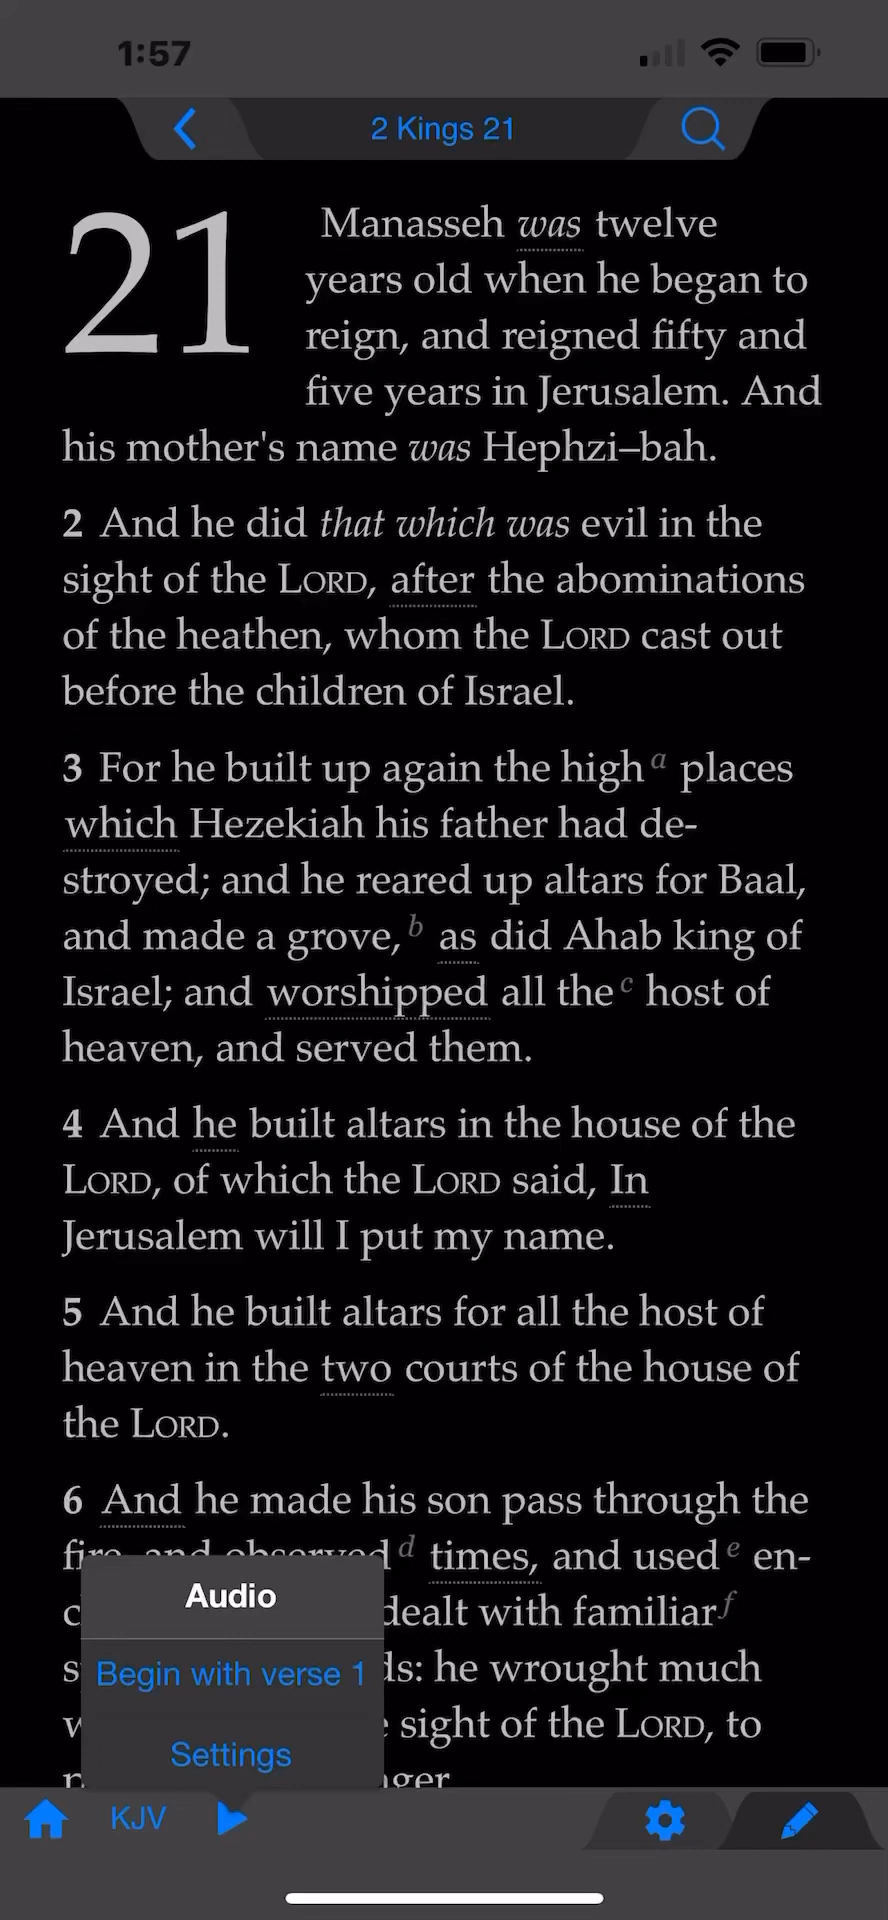 1:57
2 Kings 21
21 Manasseh was twelve
years old when he began to
reign, and reigned fifty and
five years in Jerusalem. And
his mother's name was Hephzi–bah.
2 And he did that which was evil in the
sight of the LORD, after the abominations
of the heathen, whom the LORD cast out
before the children of Israel.
3 For he built up again the high a places
which Hezekiah his father had de-
stroyed; and he reared up altars for Baal,
and made a grove, b as did Ahab king of
Israel; and worshipped all the c host of
heaven, and served them.
4 And he built altars in the house of the
LORD, of which the LORD said, In
Jerusalem will I put my name.
5 And he built altars for all the host of
heaven in the two courts of the house of
the LORD.
6 And he made his son pass through the
fire, and observed d times, and used e en-
dealt with familiar f
he wrought much
sight of the LORD, to
Audio
Begin with verse 1
Settings
KJV